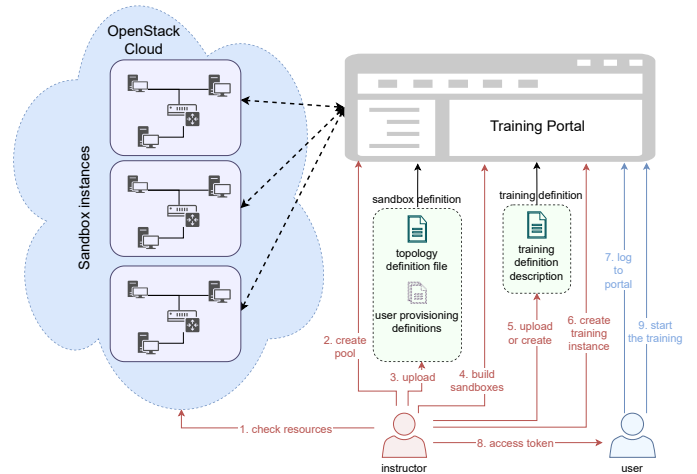 OpenStack
Cloud
Sandbox instances
Training Portal
sandbox definition
topology
definition file
user provisioning
definitions
training definition
training
definition
description
1. check resources
2. create
pool
3. upload
4. build
sandboxes
5. upload
or create
6. create
training
instance
7. log
to
portal
8. access token
9. start
the training
instructor
user